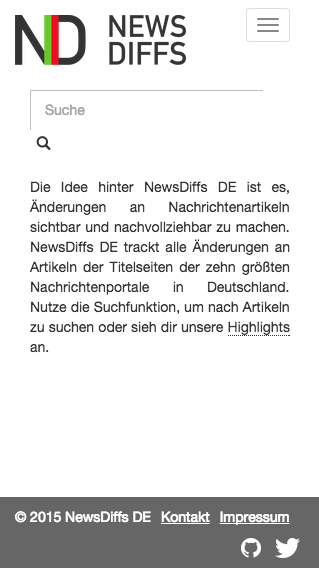 ND NEWS
DIFFS
Suche
Die Idee hinter NewsDiffs DE ist es,
Änderungen an Nachrichtenartikeln
sichtbar und nachvollziehbar zu machen.
NewsDiffs DE trackt alle Änderungen an
Artikeln der Titelseiten der zehn größten
Nachrichtenportale in Deutschland.
Nutze die Suchfunktion, um nach Artikeln
zu suchen oder sieh dir unsere Highlights
an.
© 2015 NewsDiffs DE Kontakt Impressum